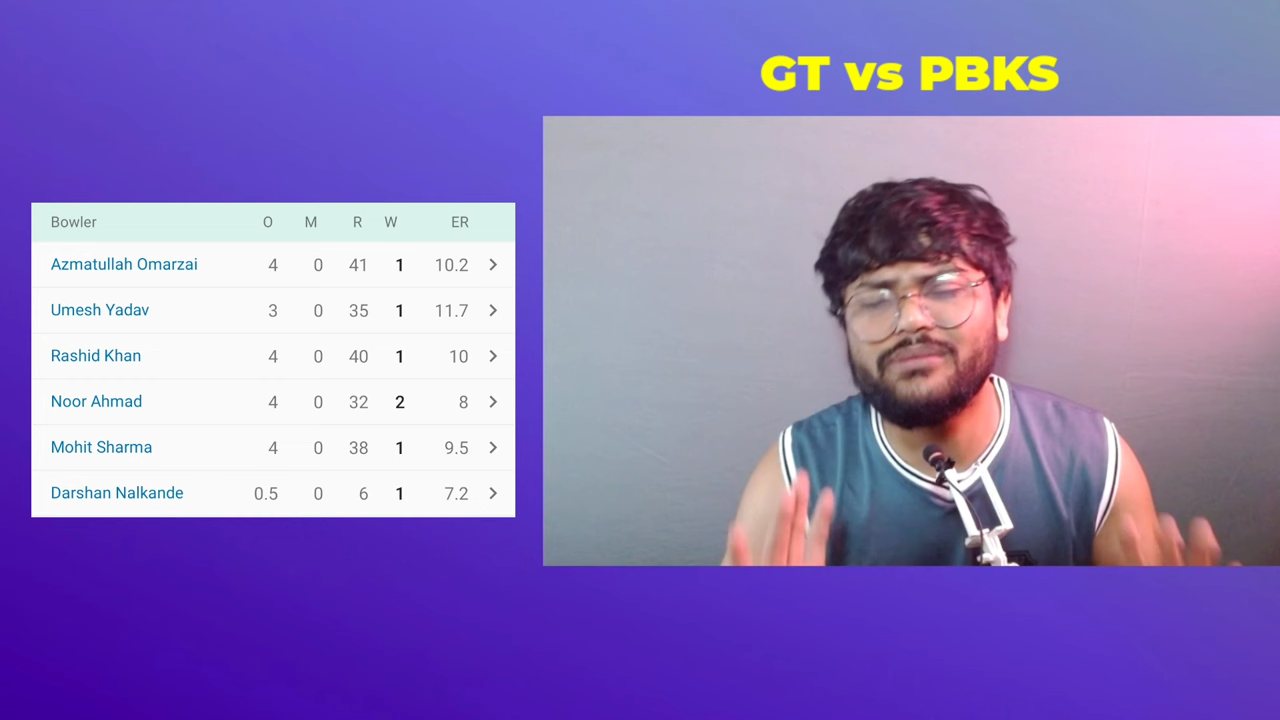 GT vs PBKS
Bowler O M R W ER
Azmatullah Omarzai 4 0 41 1 10.2
Umesh Yadav 3 0 35 1 11.7
Rashid Khan 4 0 40 1 10
Noor Ahmad 4 0 32 2 8
Mohit Sharma 4 0 38 1 9.5
Darshan Nalkande 0.5 0 6 1 7.2